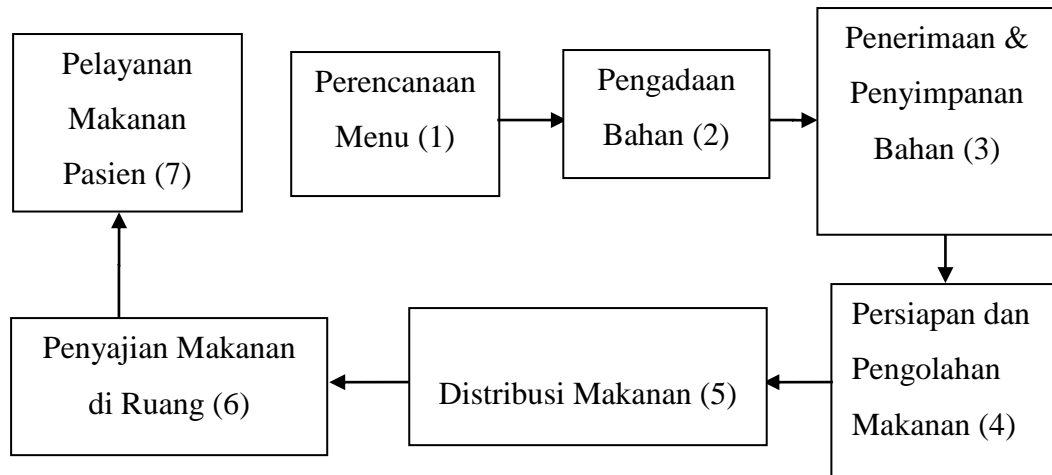 Pelayanan
Makanan
Pasien (7)
Perencanaan
Menu (1)
Pengadaan
Bahan (2)
Penerimaan &
Penyimpanan
Bahan (3)
Persiapan dan
Pengolahan
Makanan (4)
Distribusi Makanan (5)
Penyajian Makanan
di Ruang (6)